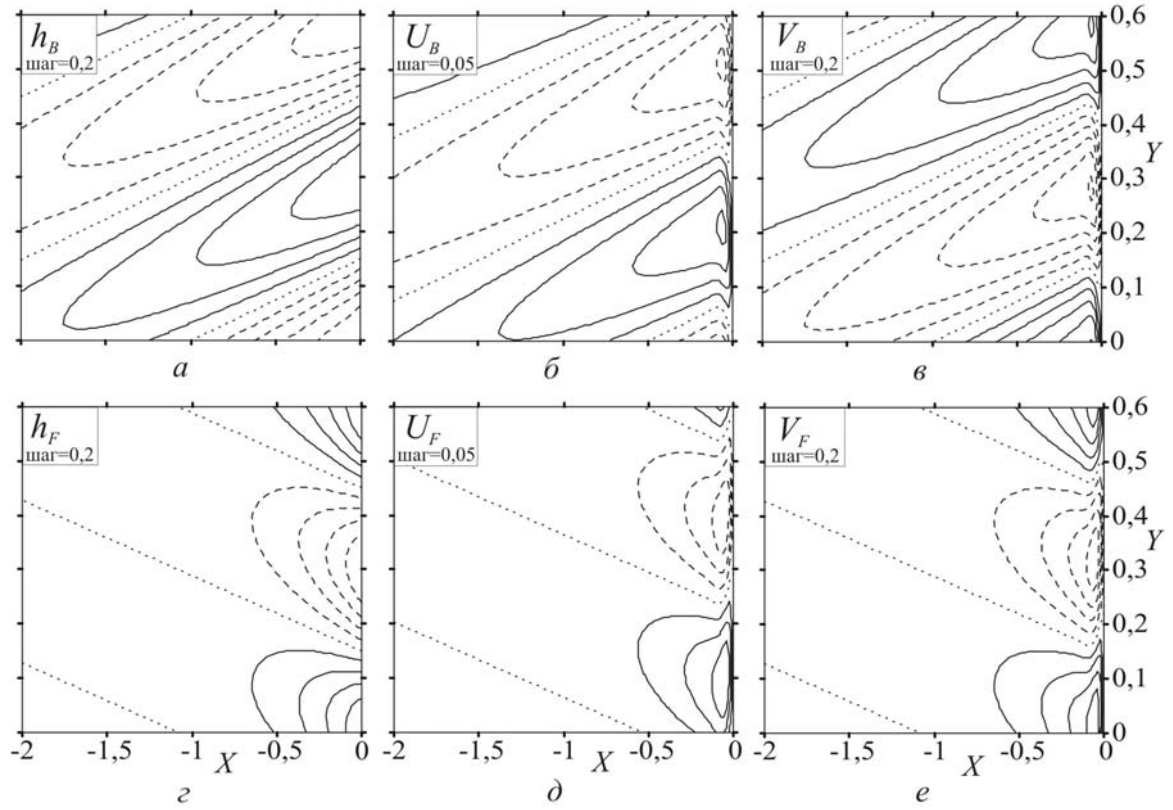 h_B
шаг=0,2
U_B
шаг=0,05
V_B
шаг=0,2
0,6
0,5
0,4
Y
0,3
0,2
0,1
0
а
б
в
h_F
шаг=0,2
U_F
шаг=0,05
V_F
шаг=0,2
0,6
0,5
0,4
Y
0,3
0,2
0,1
0
-2 -1,5 -1 -0,5 0
X
-2 -1,5 -1 -0,5 0
X
-2 -1,5 -1 -0,5 0
X
г
д
е